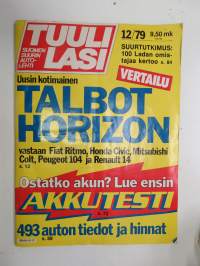 TUULI
LASI
SUOMEN
SUURIN
AUTO-
LEHTI
12/79 9,50 mk
SUURTUTKIMUS:
100 Ladan omis-
tajaa kertoo s. 84
VERTAILU
Uusin kotimainen
TALBOT
HORIZON
vastaan Fiat Ritmo, Honda Civic, Mitsubishi
Colt, Peugeot 104 ja Renault 14
s. 12
Ostatko akun? Lue ensin
AKKUTESTI
493 auton tiedot ja hinnat